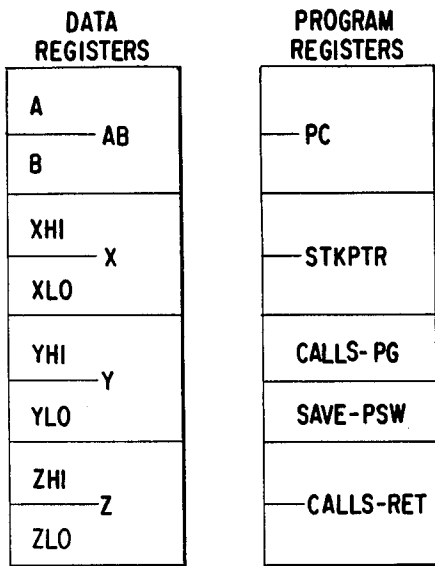 DATA
REGISTERS
A
AB
B
XHI
X
XLO
YHI
Y
YLO
ZHI
Z
ZLO
PROGRAM
REGISTERS
PC
STKPTR
CALLS-PG
SAVE-PSW
CALLS-RET